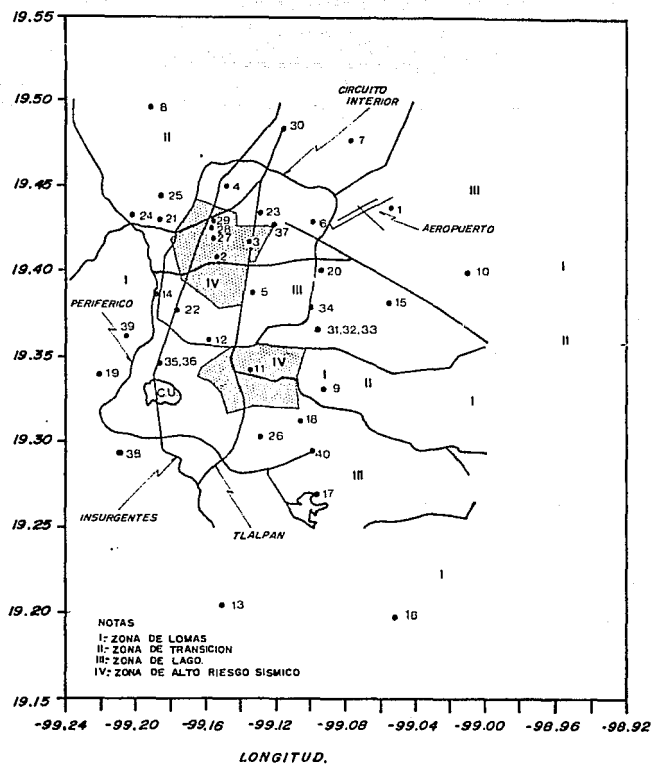 19.55
19.50
19.45
19.40
19.35
19.30
19.25
19.20
19.15
CIRCUITO
INTERIOR
8
30
II
7
4
25
III
24
21
29
23
6
1
28
37
AEROPUERTO
27
3
2
20
10
I
I
IV
5
III
14
PERIFERICO
22
34
15
39
31,32,33
12
II
35,36
IV
19
11
I
II
9
C.U.
I
18
26
38
40
III
17
INSURGENTES
TLALPAN
I
13
16
NOTAS
I.- ZONA DE LOMAS
II.- ZONA DE TRANSICION
III.- ZONA DE LAGO.
IV.- ZONA DE ALTO RIESGO SISMICO
-99.24 -99.20 -99.16 -99.12 -99.08 -99.04 -99.00 -98.96 -98.92
LONGITUD.